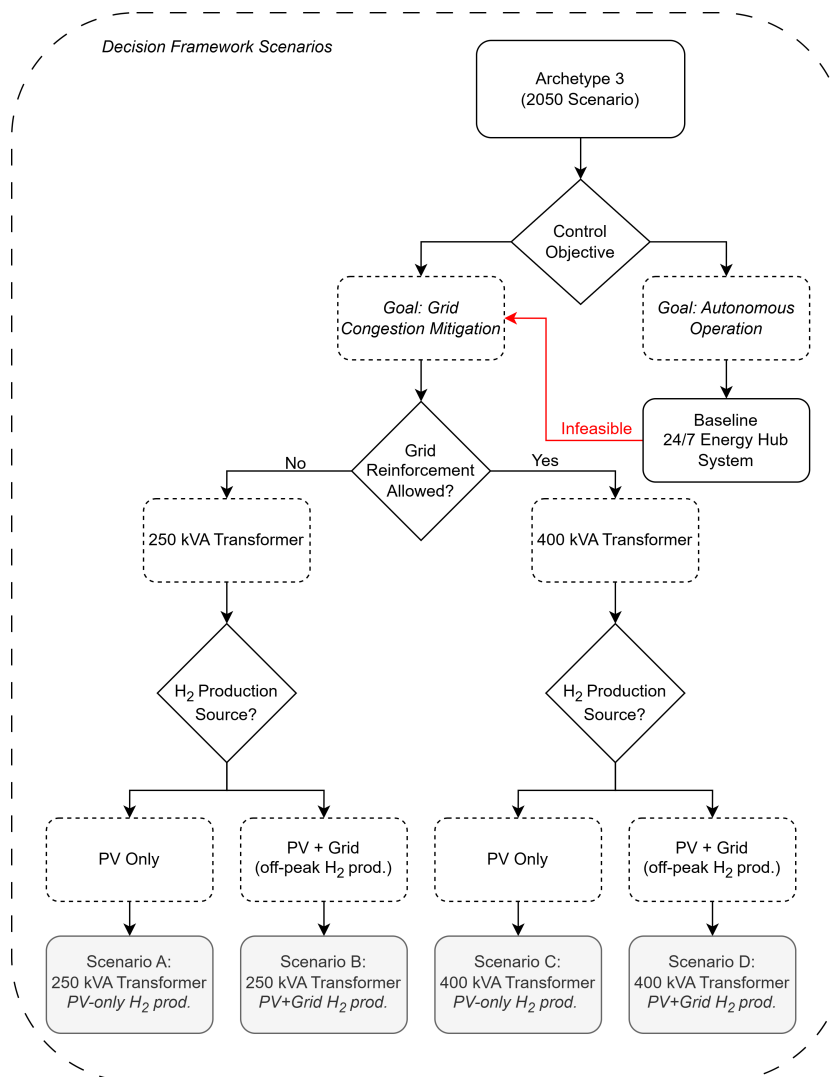 Decision Framework Scenarios
Archetype 3
(2050 Scenario)
Control
Objective
Goal: Grid
Congestion Mitigation
Goal: Autonomous
Operation
Baseline
24/7 Energy Hub
System
Infeasible
Grid
Reinforcement
Allowed?
No
Yes
250 kVA Transformer
400 kVA Transformer
H₂ Production
Source?
H₂ Production
Source?
PV Only
PV + Grid
(off-peak H₂ prod.)
PV Only
PV + Grid
(off-peak H₂ prod.)
Scenario A:
250 kVA Transformer
PV-only H₂ prod.
Scenario B:
250 kVA Transformer
PV+Grid H₂ prod.
Scenario C:
400 kVA Transformer
PV-only H₂ prod.
Scenario D:
400 kVA Transformer
PV+Grid H₂ prod.